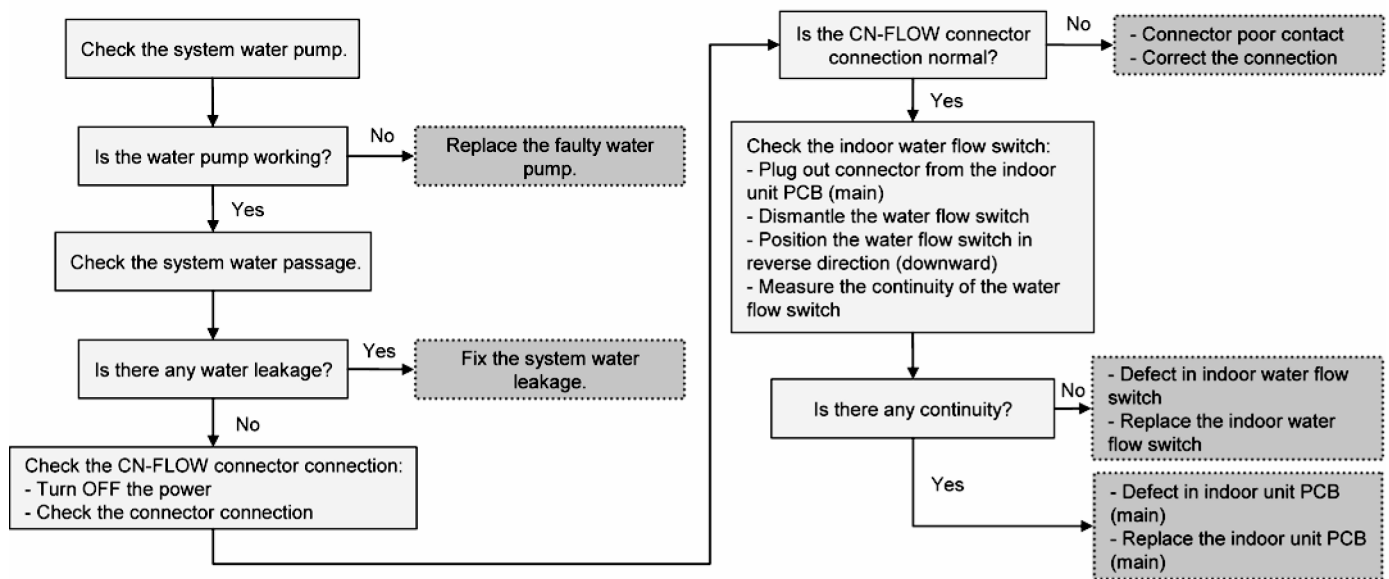 Check the system water pump.
Is the water pump working?
No
Replace the faulty water
pump.
Yes
Check the system water passage.
Is there any water leakage?
Yes
Fix the system water
leakage.
No
Check the CN-FLOW connector connection:
- Turn OFF the power
- Check the connector connection
Is the CN-FLOW connector
connection normal?
No
- Connector poor contact
- Correct the connection
Yes
Check the indoor water flow switch:
- Plug out connector from the indoor
unit PCB (main)
- Dismantle the water flow switch
- Position the water flow switch in
reverse direction (downward)
- Measure the continuity of the water
flow switch
Is there any continuity?
No
- Defect in indoor water flow
switch
- Replace the indoor water
flow switch
Yes
- Defect in indoor unit PCB
(main)
- Replace the indoor unit PCB
(main)